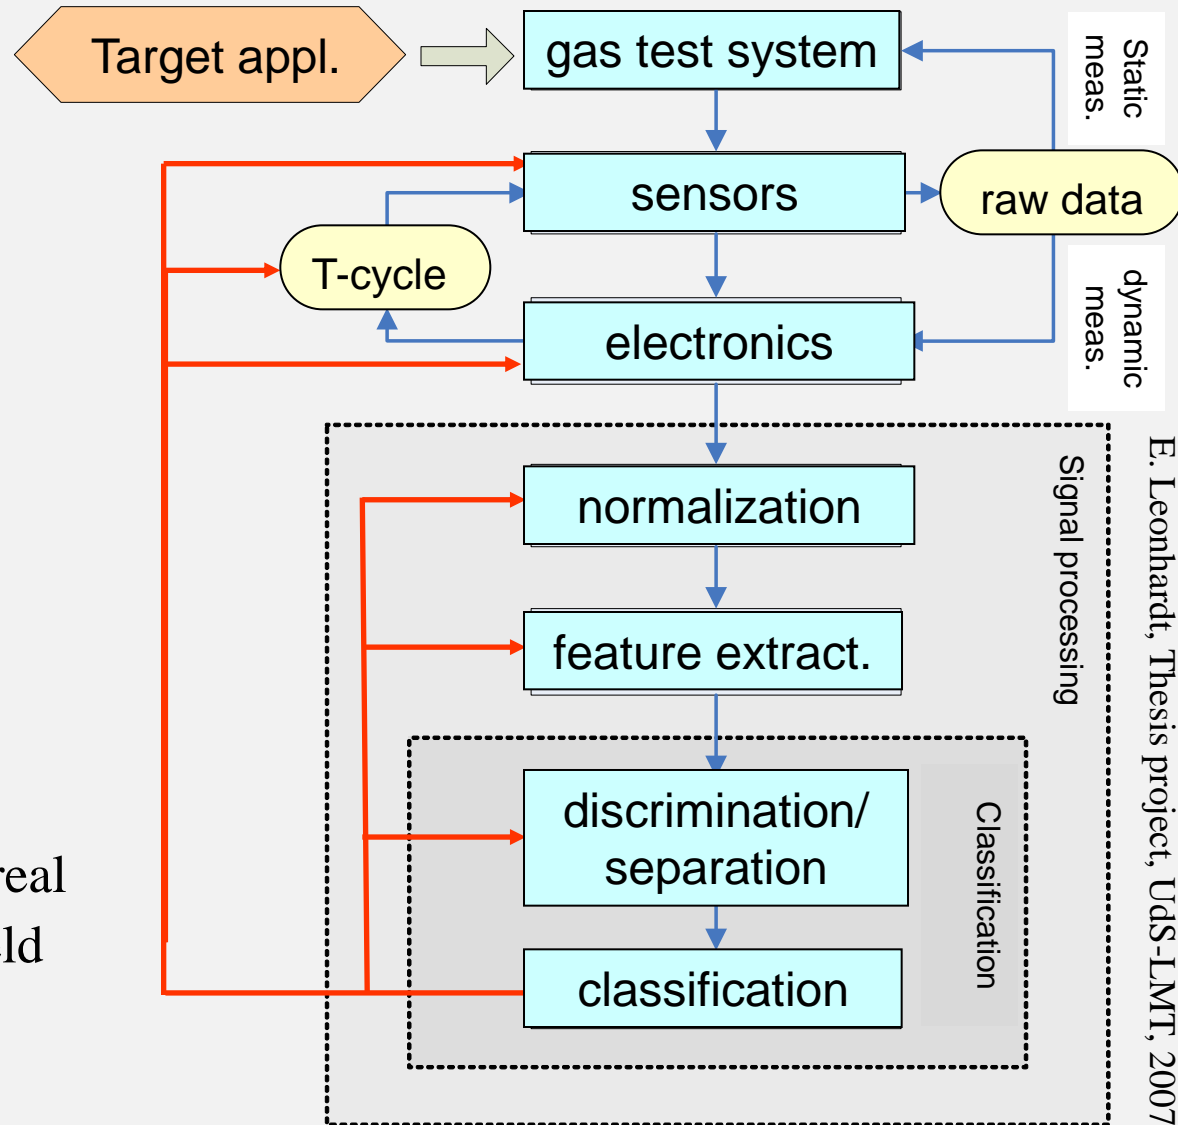 Target appl.
gas test system
Static
meas.
sensors
raw data
T-cycle
dynamic
meas.
electronics
Signal processing
normalization
feature extract.
Classification
discrimination/
separation
classification
real
E. Leonhardt, Thesis project, UdS-LMT, 2007